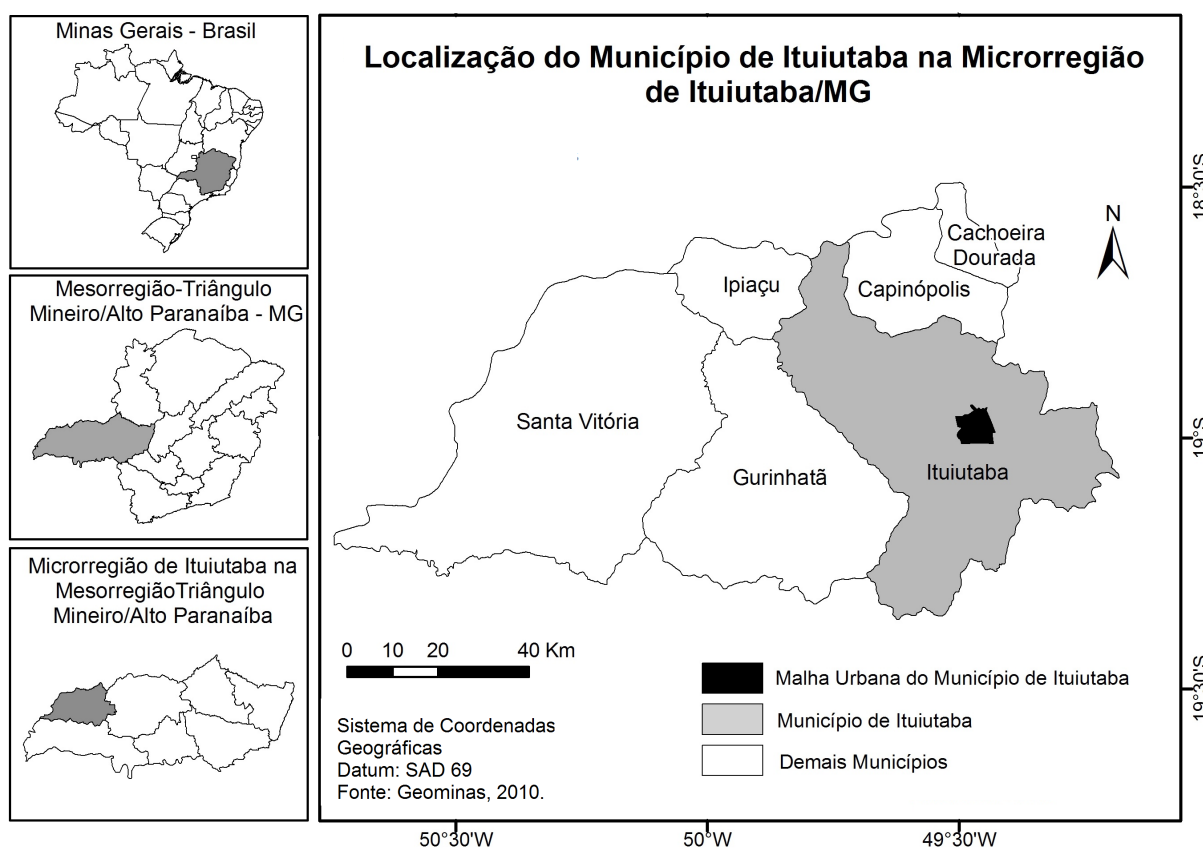 Minas Gerais - Brasil
Mesorregião-Triângulo
Mineiro/Alto Paranaíba - MG
Microrregião de Ituiutaba na
MesorregiãoTriângulo
Mineiro/Alto Paranaíba
Localização do Município de Ituiutaba na Microrregião
de Ituiutaba/MG
N
Cachoeira
Dourada
Ipiaçu
Capinópolis
Santa Vitória
Gurinhatã
Ituiutaba
0 10 20 40 Km
Sistema de Coordenadas
Geográficas
Datum: SAD 69
Fonte: Geominas, 2010.
Malha Urbana do Município de Ituiutaba
Município de Ituiutaba
Demais Municípios
18°30'S
19°S
19°30'S
50°30'W
50°W
49°30'W